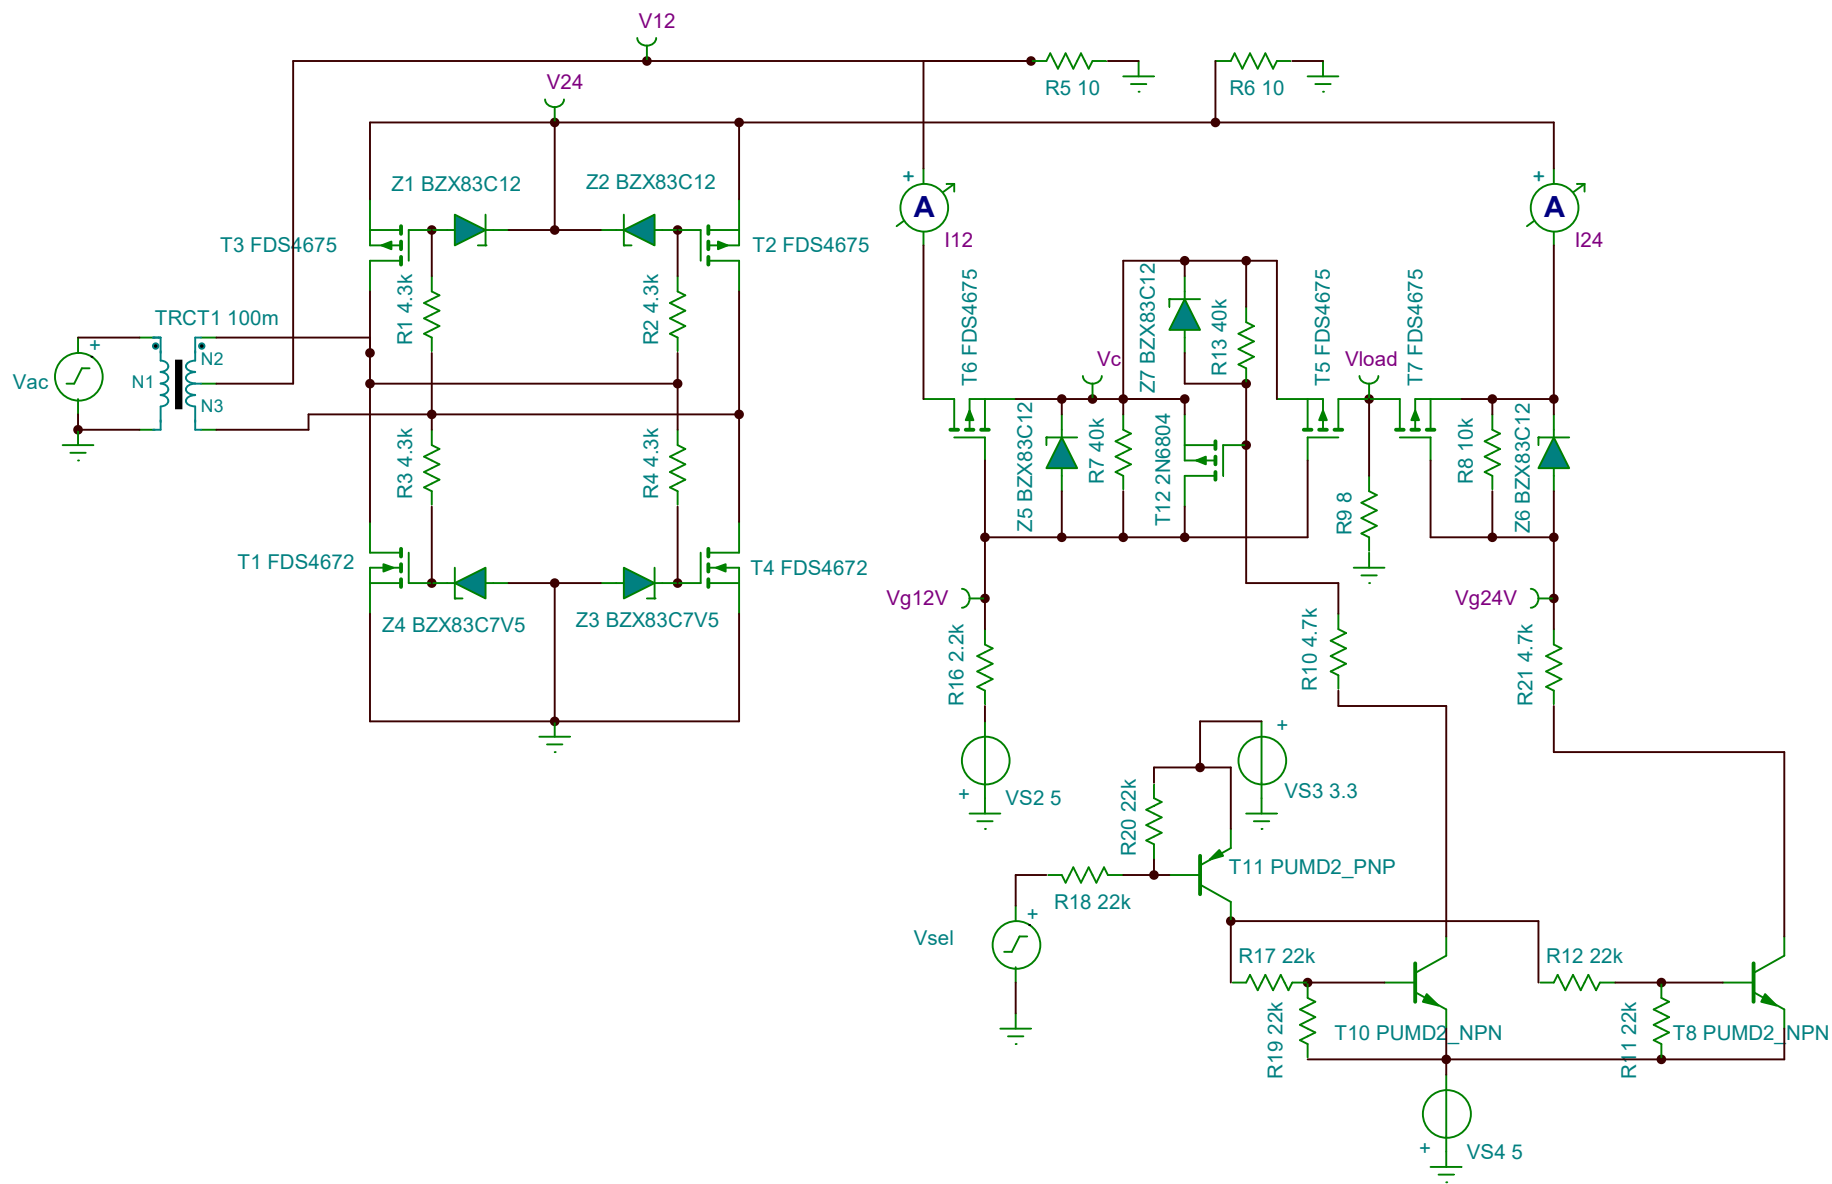 V12
V24
R5 10
R6 10
Z1 BZX83C12
Z2 BZX83C12
+
A
I12
+
A
I24
T3 FDS4675
T2 FDS4675
R1 4.3k
R2 4.3k
TRCT1 100m
+
Vac
N1
N2
N3
R3 4.3k
R4 4.3k
T1 FDS4672
T4 FDS4672
Z4 BZX83C7V5
Z3 BZX83C7V5
T6 FDS4675
Vc
Z7 BZX83C12
R13 40k
T5 FDS4675
Vload
T7 FDS4675
Z5 BZX83C12
R7 40k
T12 2N6804
R9 8
R8 10k
Z6 BZX83C12
Vg12V
Vg24V
R16 2.2k
R10 4.7k
R21 4.7k
+
VS2 5
+
VS3 3.3
R20 22k
T11 PUMD2_PNP
R18 22k
+
Vsel
R17 22k
R12 22k
R19 22k
T10 PUMD2_NPN
R11 22k
T8 PUMD2_NPN
+
VS4 5